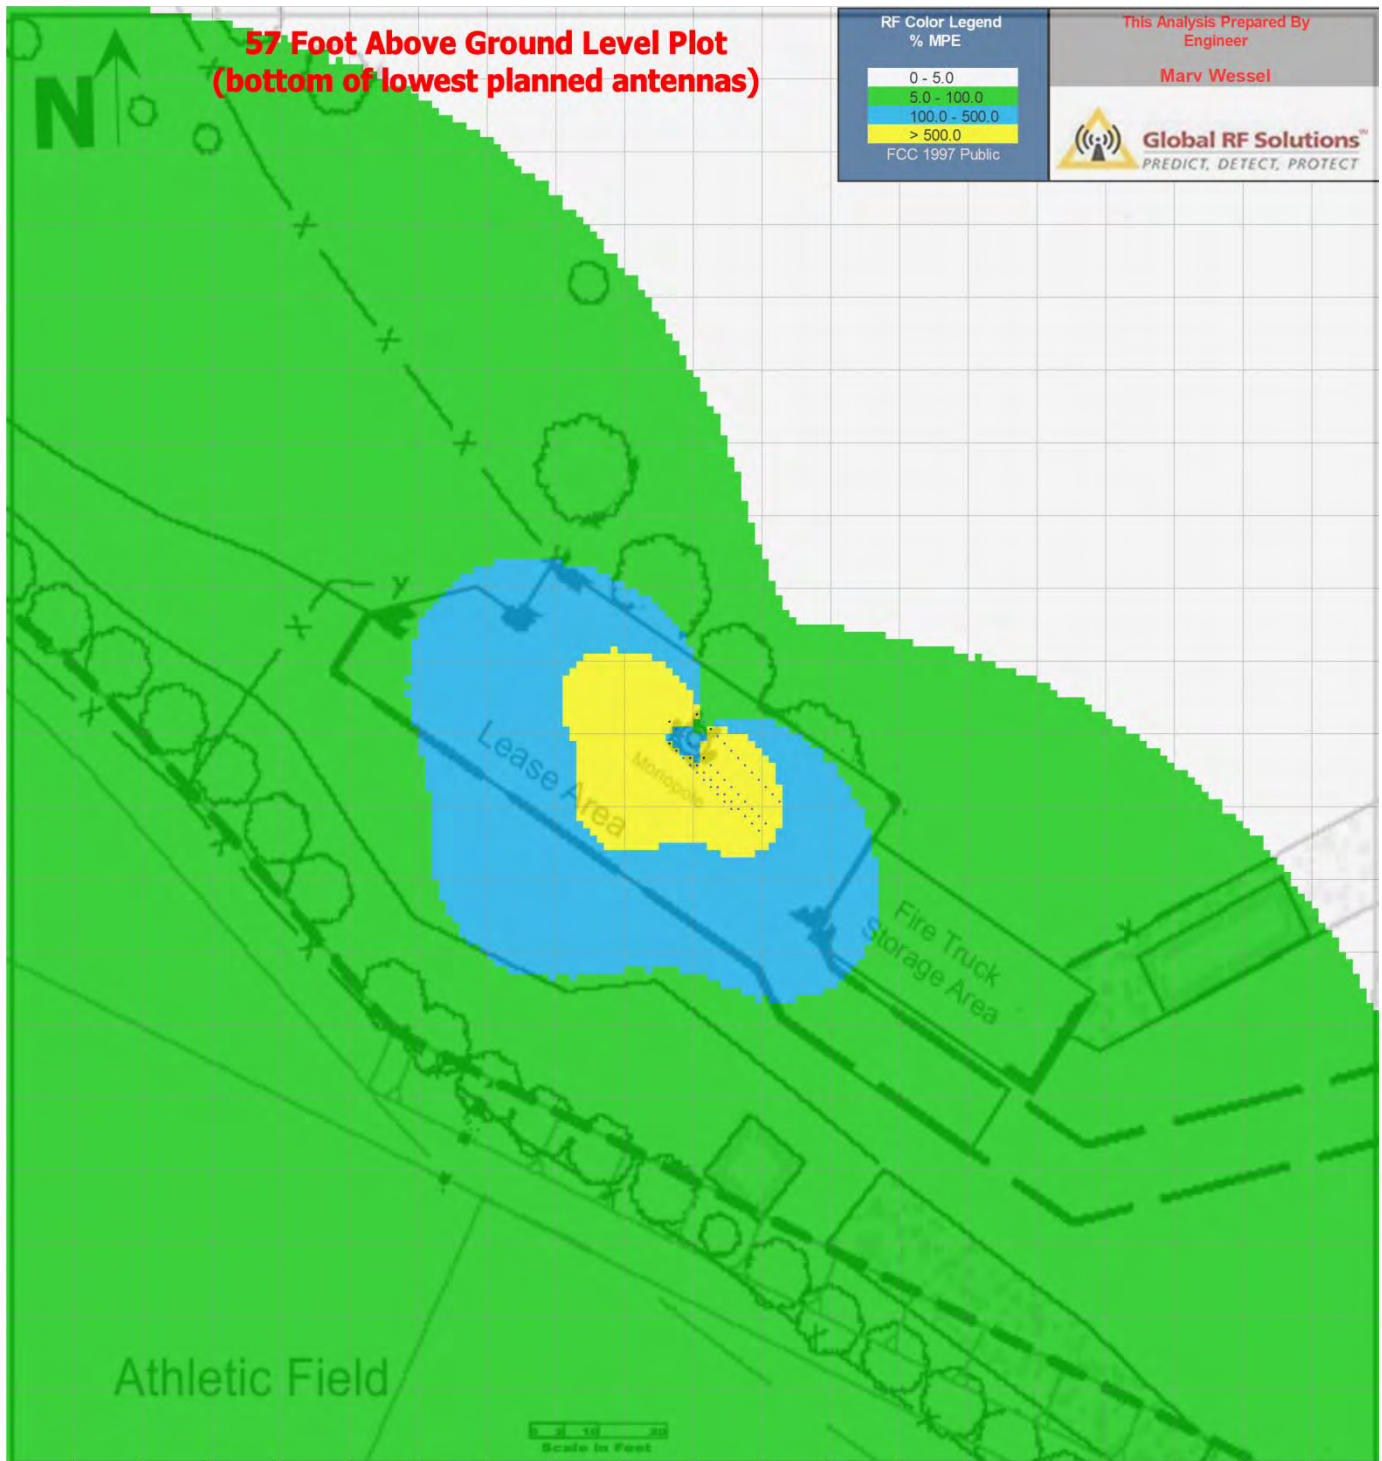 57 Foot Above Ground Level Plot
(bottom of lowest planned antennas)
N
RF Color Legend
% MPE
0 - 5.0
5.0 - 100.0
100.0 - 500.0
> 500.0
FCC 1997 Public
This Analysis Prepared By
Engineer
Marv Wessel
Global RF Solutions
PREDICT, DETECT, PROTECT
Lease Area
Monopole
Fire Truck
Storage Area
Athletic Field
Scale in Feet